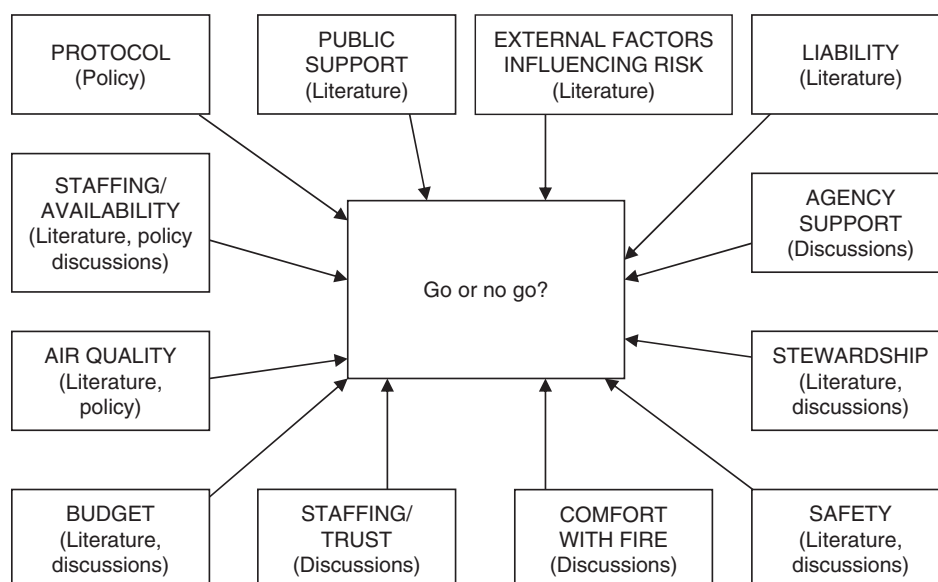 PROTOCOL
(Policy)
PUBLIC
SUPPORT
(Literature)
EXTERNAL FACTORS
INFLUENCING RISK
(Literature)
LIABILITY
(Literature)
STAFFING/
AVAILABILITY
(Literature, policy
discussions)
Go or no go?
AGENCY
SUPPORT
(Discussions)
AIR QUALITY
(Literature,
policy)
STEWARDSHIP
(Literature,
discussions)
BUDGET
(Literature,
discussions)
STAFFING/
TRUST
(Discussions)
COMFORT
WITH FIRE
(Discussions)
SAFETY
(Literature,
discussions)